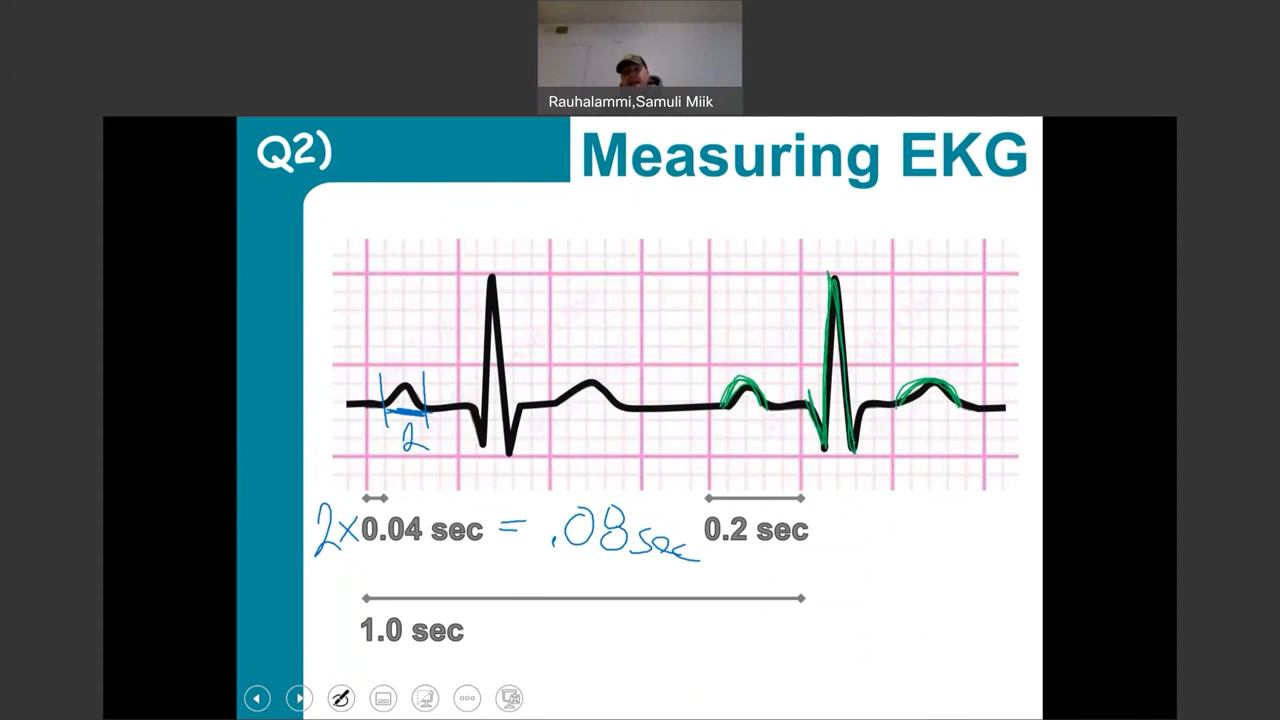 Rauhalammi,Samuli Miik
Q2)
Measuring EKG
2
2x0.04 sec = .08 sec
0.2 sec
1.0 sec